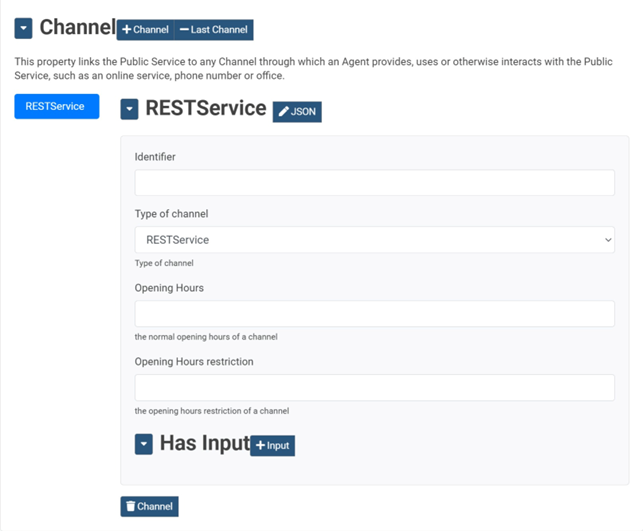 Channel + Channel − Last Channel
This property links the Public Service to any Channel through which an Agent provides, uses or otherwise interacts with the Public
Service, such as an online service, phone number or office.
RESTService
RESTService JSON
Identifier
Type of channel
RESTService
Type of channel
Opening Hours
the normal opening hours of a channel
Opening Hours restriction
the opening hours restriction of a channel
Has Input + Input
Channel